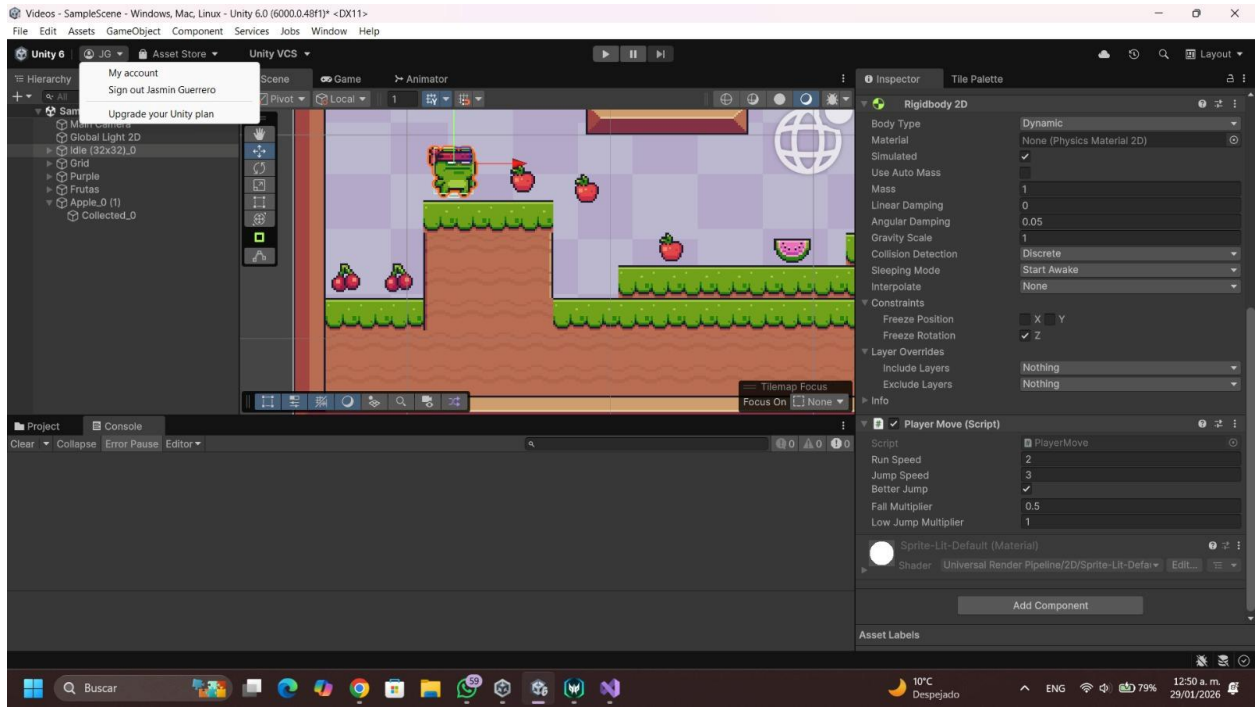 Videos - SampleScene - Windows, Mac, Linux - Unity 6.0 (6000.0.48f1)* <DX11>
File Edit Assets GameObject Component Services Jobs Window Help
Unity 6 JG Asset Store Unity VCS Layout
My account
Sign out Jasmin Guerrero
Upgrade your Unity plan
Hierarchy Scene Game Animator
All Pivot Local 1
Sam
Main Camera
Global Light 2D
Idle (32x32)_0
Grid
Purple
Frutas
Apple_0 (1)
Collected_0
Tilemap Focus
Focus On None
Inspector Tile Palette
Rigidbody 2D
Body Type Dynamic
Material None (Physics Material 2D)
Simulated
Use Auto Mass
Mass 1
Linear Damping 0
Angular Damping 0.05
Gravity Scale 1
Collision Detection Discrete
Sleeping Mode Start Awake
Interpolate None
Constraints
Freeze Position X Y
Freeze Rotation Z
Layer Overrides
Include Layers Nothing
Exclude Layers Nothing
Info
Player Move (Script)
Script PlayerMove
Run Speed 2
Jump Speed 3
Better Jump
Fall Multiplier 0.5
Low Jump Multiplier 1
Sprite-Lit-Default (Material)
Shader Universal Render Pipeline/2D/Sprite-Lit-Defau Edit...
Add Component
Asset Labels
Project Console
Clear Collapse Error Pause Editor 0 0 0
Buscar 59 10°C ENG 79% 12:50 a. m.
Despejado 29/01/2026